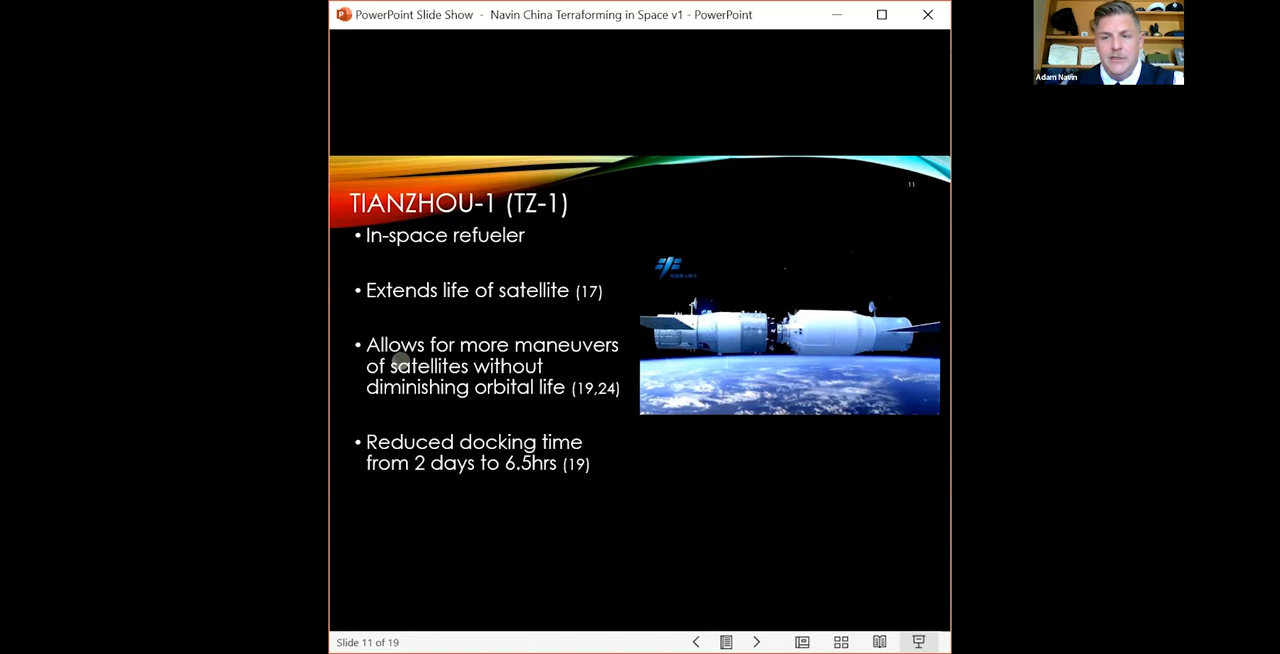 PowerPoint Slide Show - Navin China Terraforming in Space v1 - PowerPoint
Adam Navin
11
TIANZHOU-1 (TZ-1)
• In-space refueler
• Extends life of satellite (17)
• Allows for more maneuvers
of satellites without
diminishing orbital life (19,24)
• Reduced docking time
from 2 days to 6.5hrs (19)
Slide 11 of 19